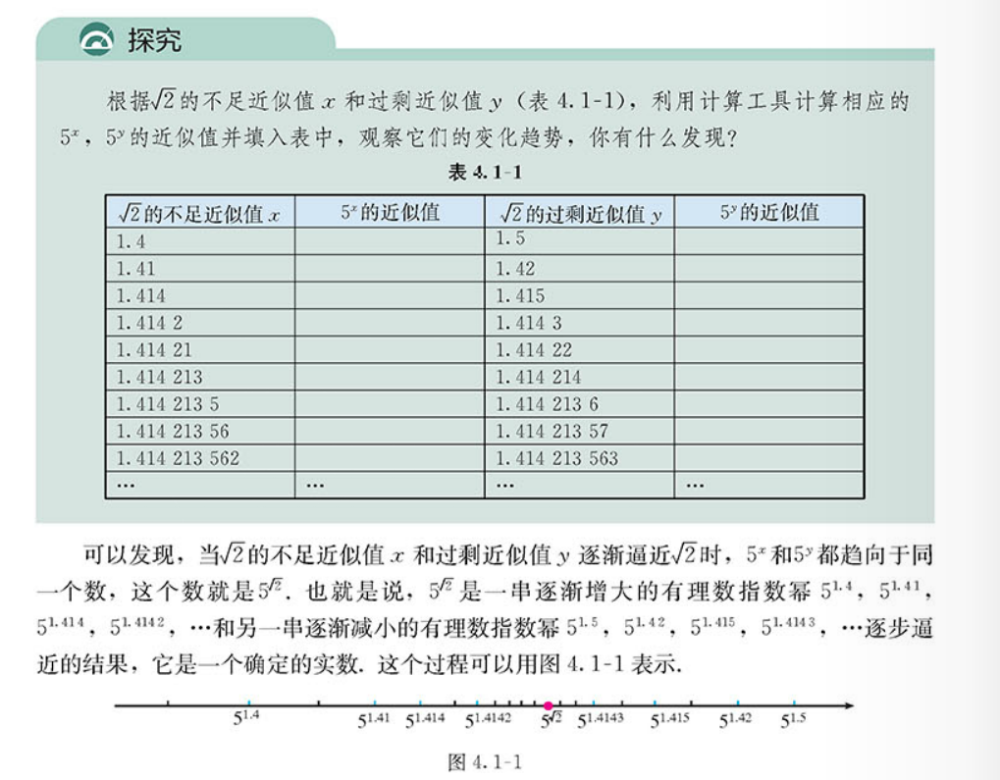 探究
根据√2的不足近似值 x 和过剩近似值 y（表 4.1-1），利用计算工具计算相应的
5ˣ，5ʸ的近似值并填入表中，观察它们的变化趋势，你有什么发现？
表 4.1-1
√2的不足近似值 x 5ˣ的近似值 √2的过剩近似值 y 5ʸ的近似值
1.4 1.5
1.41 1.42
1.414 1.415
1.414 2 1.414 3
1.414 21 1.414 22
1.414 213 1.414 214
1.414 213 5 1.414 213 6
1.414 213 56 1.414 213 57
1.414 213 562 1.414 213 563
… … … …
可以发现，当√2的不足近似值 x 和过剩近似值 y 逐渐逼近√2时，5ˣ和5ʸ都趋向于同
一个数，这个数就是5^√2．也就是说，5^√2是一串逐渐增大的有理数指数幂 5^1.4，5^1.41，
5^1.414，5^1.414 2，…和另一串逐渐减小的有理数指数幂 5^1.5，5^1.42，5^1.415，5^1.414 3，…逐步逼
近的结果，它是一个确定的实数．这个过程可以用图 4.1-1 表示．
5^1.4 5^1.41 5^1.414 5^1.4142 5^√2 5^1.4143 5^1.415 5^1.42 5^1.5
图 4.1-1